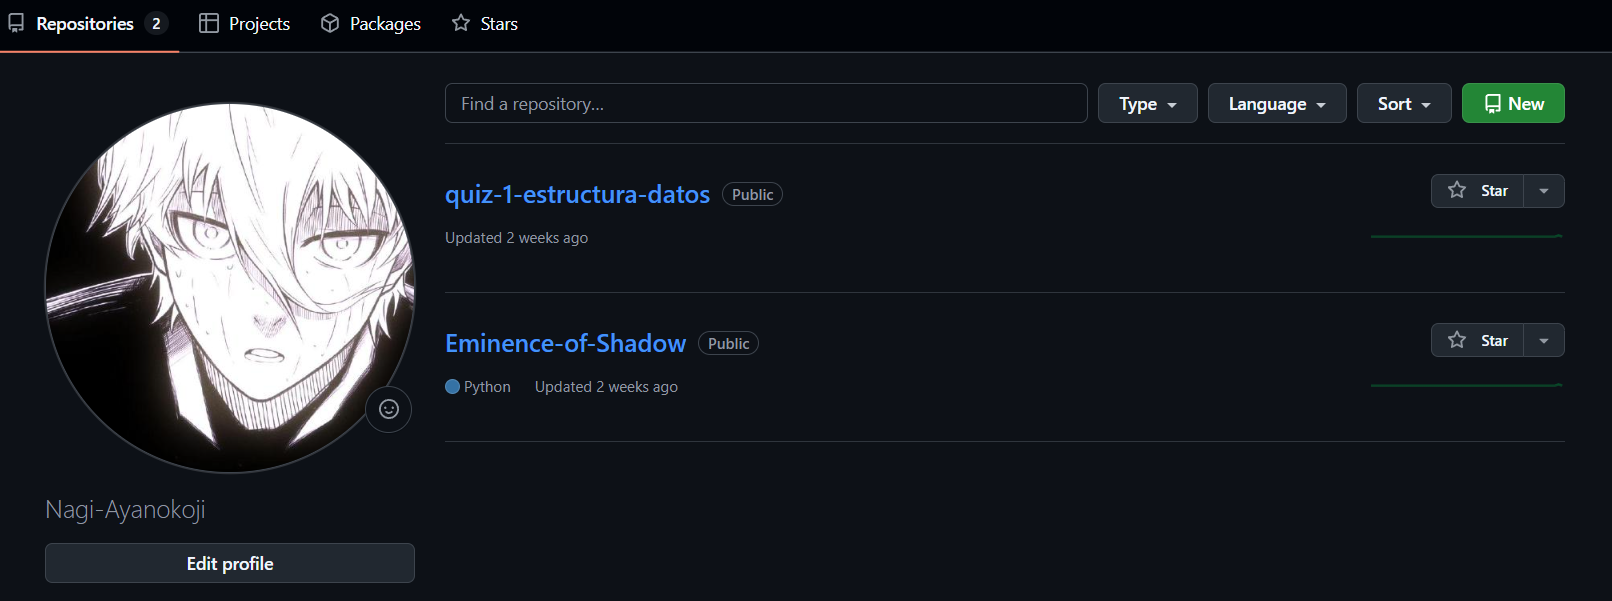 Repositories 2 Projects Packages Stars
Find a repository... Type Language Sort New
quiz-1-estructura-datos Public Star
Updated 2 weeks ago
Eminence-of-Shadow Public Star
Python Updated 2 weeks ago
Nagi-Ayanokoji
Edit profile